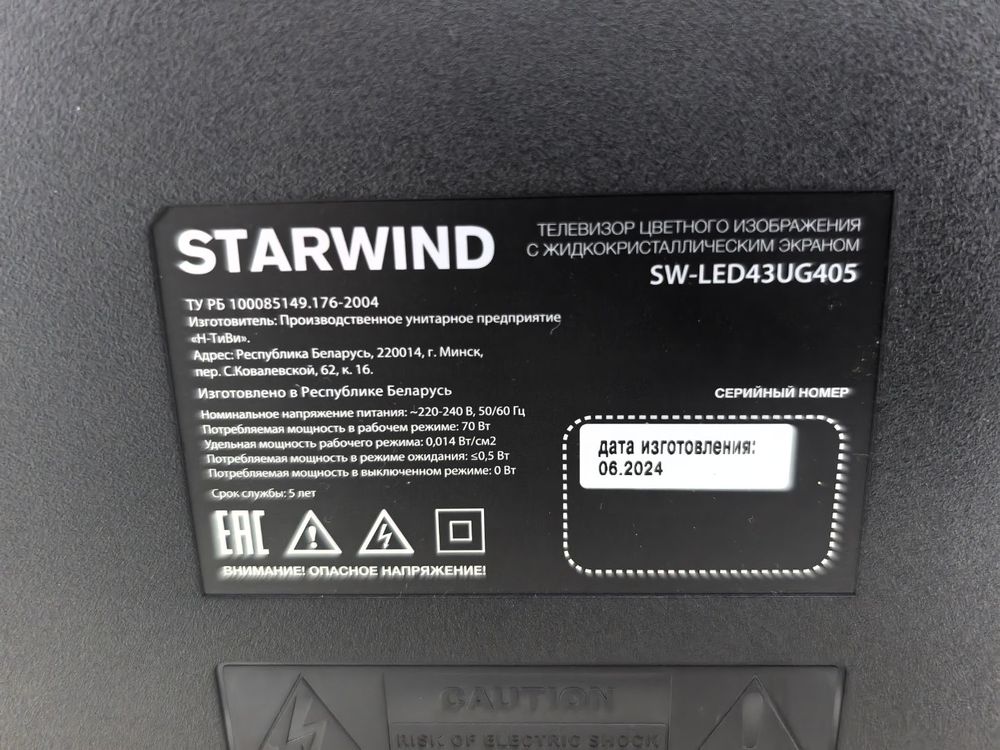 STARWIND
ТЕЛЕВИЗОР ЦВЕТНОГО ИЗОБРАЖЕНИЯ
С ЖИДКОКРИСТАЛЛИЧЕСКИМ ЭКРАНОМ
SW-LED43UG405
ТУ РБ 100085149.176-2004
Изготовитель: Производственное унитарное предприятие
«Н-ТиВи».
Адрес: Республика Беларусь, 220014, г. Минск,
пер. С.Ковалевской, 62, к. 16.
Изготовлено в Республике Беларусь
Номинальное напряжение питания: ~220-240 В, 50/60 Гц
Потребляемая мощность в рабочем режиме: 70 Вт
Удельная мощность рабочего режима: 0,014 Вт/см2
Потребляемая мощность в режиме ожидания: ≤0,5 Вт
Потребляемая мощность в выключенном режиме: 0 Вт
Срок службы: 5 лет
EAC
ВНИМАНИЕ! ОПАСНОЕ НАПРЯЖЕНИЕ!
СЕРИЙНЫЙ НОМЕР
дата изготовления:
06.2024
CAUTION
RISK OF ELECTRIC SHOCK